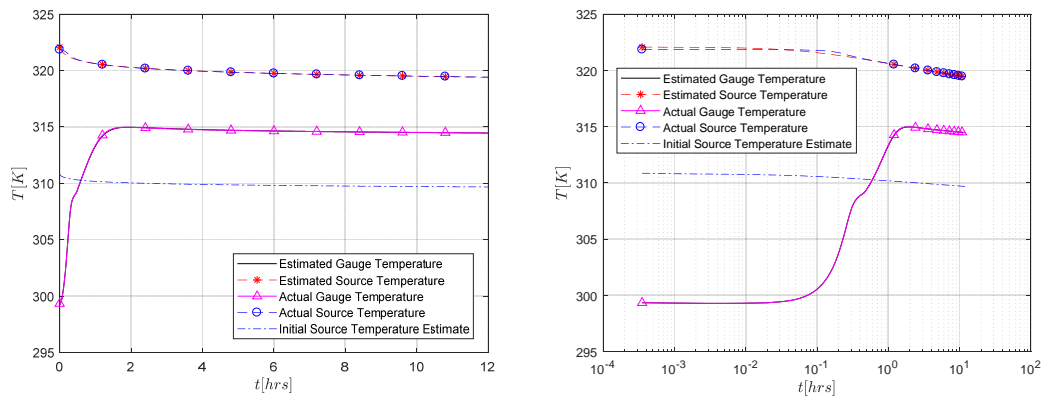 325
320
315
310
305
300
295
T[K]
Estimated Gauge Temperature
Estimated Source Temperature
Actual Gauge Temperature
Actual Source Temperature
Initial Source Temperature Estimate
0 2 4 6 8 10 12
t[hrs]
325
320
315
310
305
300
295
T[K]
Estimated Gauge Temperature
Estimated Source Temperature
Actual Gauge Temperature
Actual Source Temperature
Initial Source Temperature Estimate
10^-4 10^-3 10^-2 10^-1 10^0 10^1 10^2
t[hrs]